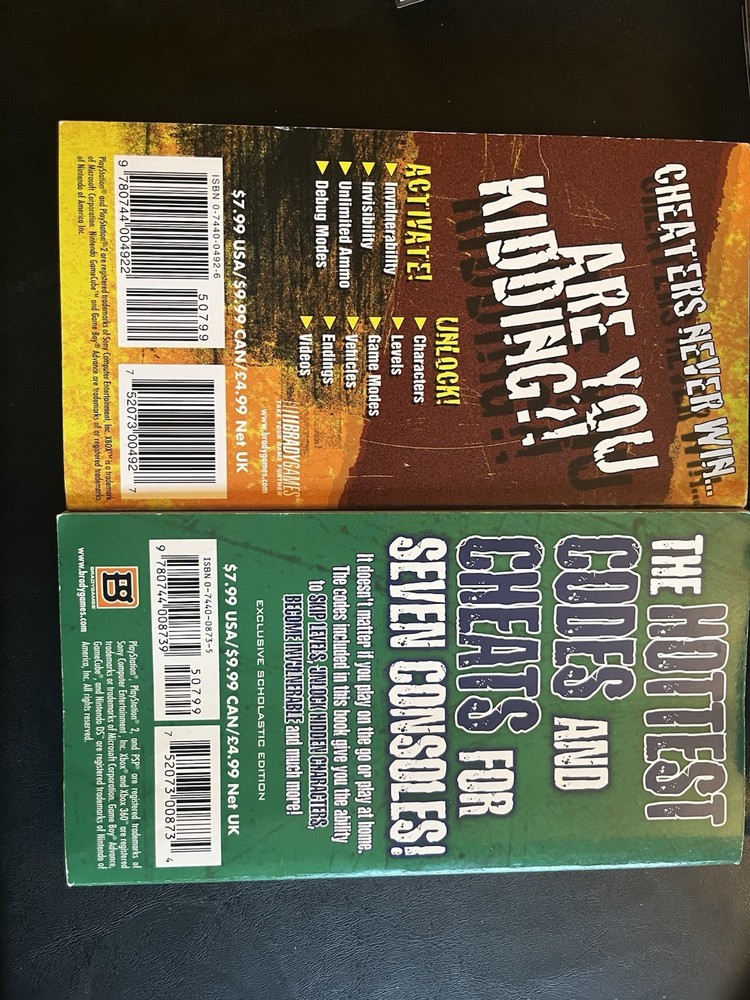 CHEATERS NEVER WIN...
ARE YOU
KIDDING?!
ACTIVATE!
Invulnerability
Invisibility
Unlimited Ammo
Debug Modes
UNLOCK!
Characters
Levels
Game Modes
Vehicles
Endings
Videos
BRADYGAMES®
TAKE YOUR GAME FURTHER
www.bradygames.com
$7.99 USA/$9.99 CAN/£4.99 Net UK
ISBN 0-7440-0492-6
50799
9 780744 004922
7 52073 00492 7
PlayStation® and PlayStation® 2 are registered trademarks of Sony Computer Entertainment, Inc. XBOX™ is a trademark
of Microsoft Corporation. Nintendo GameCube™ and Game Boy® Advance are trademarks of or registered trademarks
of Nintendo of America Inc.
THE HOTTEST
CODES AND
CHEATS FOR
SEVEN CONSOLES!
It doesn't matter if you play on the go or play at home.
The codes included in this book give you the ability
to SKIP LEVELS, UNLOCK HIDDEN CHARACTERS,
BECOME INVULNERABLE and much more!
EXCLUSIVE SCHOLASTIC EDITION
$7.99 USA/$9.99 CAN/£4.99 Net UK
ISBN 0-7440-0873-5
50799
9 780744 008739
7 52073 00873 4
B
BRADYGAMES
www.bradygames.com
PlayStation®, PlayStation® 2, and PSP® are registered trademarks of
Sony Computer Entertainment, Inc. Xbox® and Xbox 360™ are registered
trademarks or trademarks of Microsoft Corporation. Game Boy® Advance,
GameCube™, and Nintendo DS™ are registered trademarks of Nintendo of
America, Inc. All rights reserved.